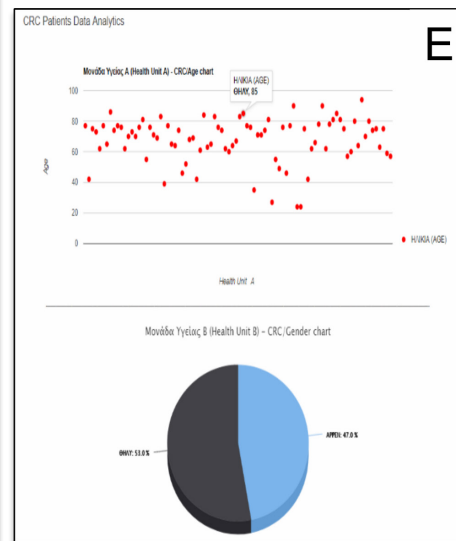 CRC Patients Data Analytics
E
Μονάδα Υγείας Α (Health Unit A) - CRC/Age chart
ΗΛΙΚΙΑ (AGE)
ΘΗΛΥ, 85
100
80
60
40
20
0
Age
ΗΛΙΚΙΑ (AGE)
Health Unit A
Μονάδα Υγείας Β (Health Unit B) – CRC/Gender chart
ΑΡΡΕΝ: 47.0 %
ΘΗΛΥ: 53.0 %